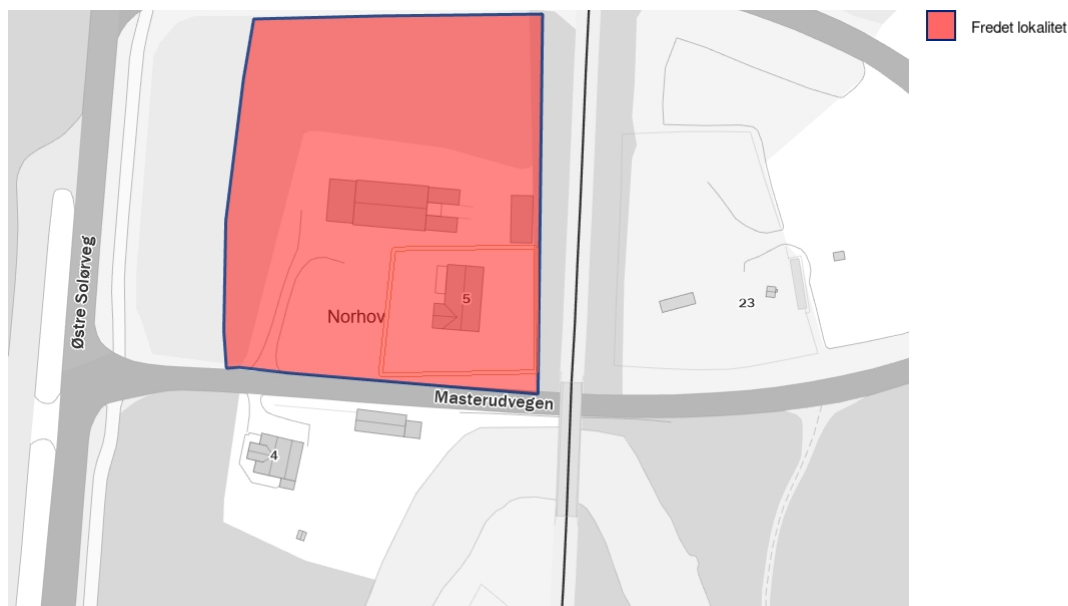 Fredet lokalitet
Østre Solørveg
5
Norhov
23
Masterudvegen
4